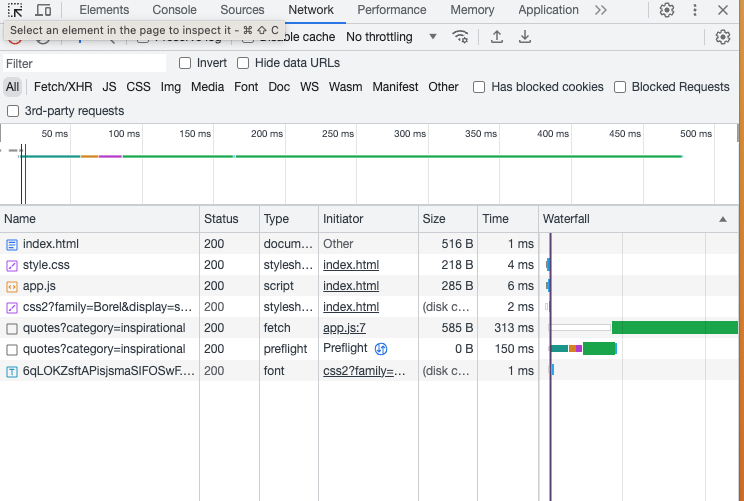 Elements Console Sources Network Performance Memory Application
Select an element in the page to inspect it - ⌘ ⇧ C
Disable cache No throttling
Filter Invert Hide data URLs
All Fetch/XHR JS CSS Img Media Font Doc WS Wasm Manifest Other Has blocked cookies Blocked Requests
3rd-party requests
50 ms 100 ms 150 ms 200 ms 250 ms 300 ms 350 ms 400 ms 450 ms 500 ms
Name Status Type Initiator Size Time Waterfall
index.html 200 docum... Other 516 B 1 ms
style.css 200 stylesh... index.html 218 B 4 ms
app.js 200 script index.html 285 B 6 ms
css2?family=Borel&display=s... 200 stylesh... index.html (disk c... 2 ms
quotes?category=inspirational 200 fetch app.js:7 585 B 313 ms
quotes?category=inspirational 200 preflight Preflight 0 B 150 ms
200 font css2?family=... (disk c... 1 ms